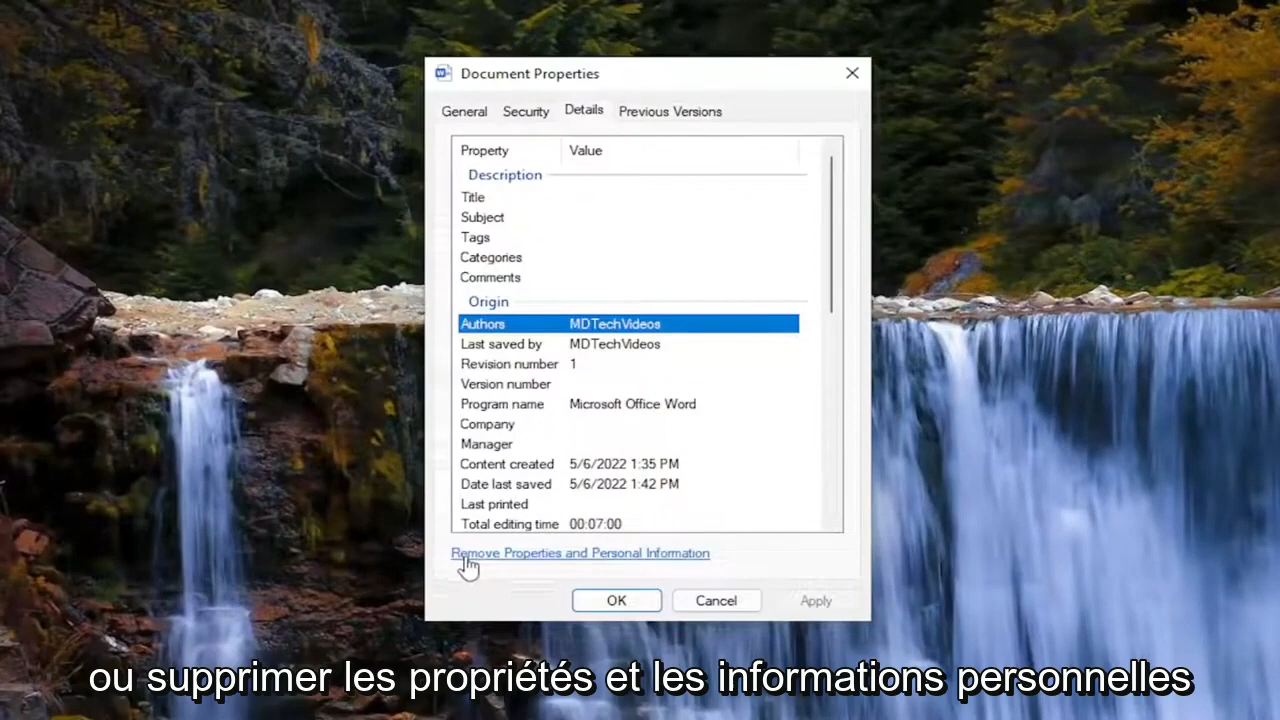 Document Properties
General Security Details Previous Versions
Property Value
Description
Title
Subject
Tags
Categories
Comments
Origin
Authors MDTechVideos
Last saved by MDTechVideos
Revision number 1
Version number
Program name Microsoft Office Word
Company
Manager
Content created 5/6/2022 1:35 PM
Date last saved 5/6/2022 1:42 PM
Last printed
Total editing time 00:07:00
Remove Properties and Personal Information
OK Cancel Apply
ou supprimer les propriétés et les informations personnelles